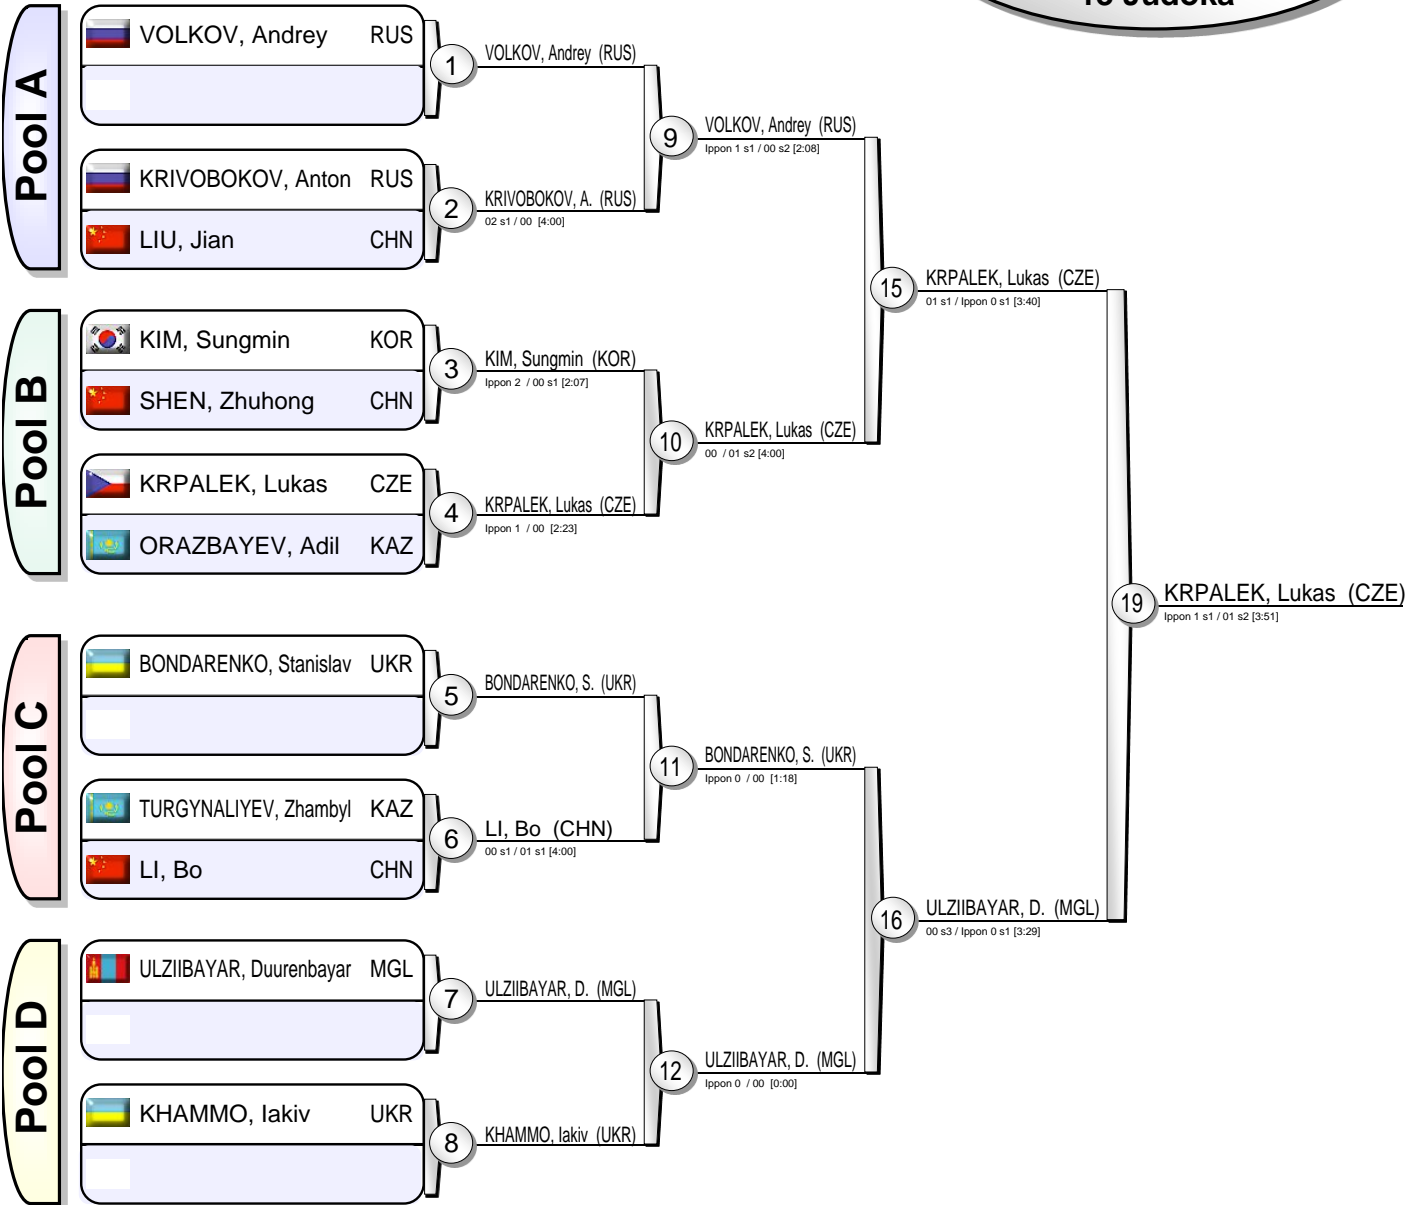 Pool A
VOLKOV, Andrey RUS
KRIVOBOKOV, Anton RUS
LIU, Jian CHN
Pool B
KIM, Sungmin KOR
SHEN, Zhuhong CHN
KRPALEK, Lukas CZE
ORAZBAYEV, Adil KAZ
Pool C
BONDARENKO, Stanislav UKR
TURGYNALIYEV, Zhambyl KAZ
LI, Bo CHN
Pool D
ULZIIBAYAR, Duurenbayar MGL
KHAMMO, Iakiv UKR
1
VOLKOV, Andrey (RUS)
2
KRIVOBOKOV, A. (RUS)
02 s1 / 00 [4:00]
3
KIM, Sungmin (KOR)
Ippon 2 / 00 s1 [2:07]
4
KRPALEK, Lukas (CZE)
Ippon 1 / 00 [2:23]
5
BONDARENKO, S. (UKR)
6
LI, Bo (CHN)
00 s1 / 01 s1 [4:00]
7
ULZIIBAYAR, D. (MGL)
8
KHAMMO, Iakiv (UKR)
9
VOLKOV, Andrey (RUS)
Ippon 1 s1 / 00 s2 [2:08]
10
KRPALEK, Lukas (CZE)
00 / 01 s2 [4:00]
11
BONDARENKO, S. (UKR)
Ippon 0 / 00 [1:18]
12
ULZIIBAYAR, D. (MGL)
Ippon 0 / 00 [0:00]
15
KRPALEK, Lukas (CZE)
01 s1 / Ippon 0 s1 [3:40]
16
ULZIIBAYAR, D. (MGL)
00 s3 / Ippon 0 s1 [3:29]
19
KRPALEK, Lukas (CZE)
Ippon 1 s1 / 01 s2 [3:51]
Judoka